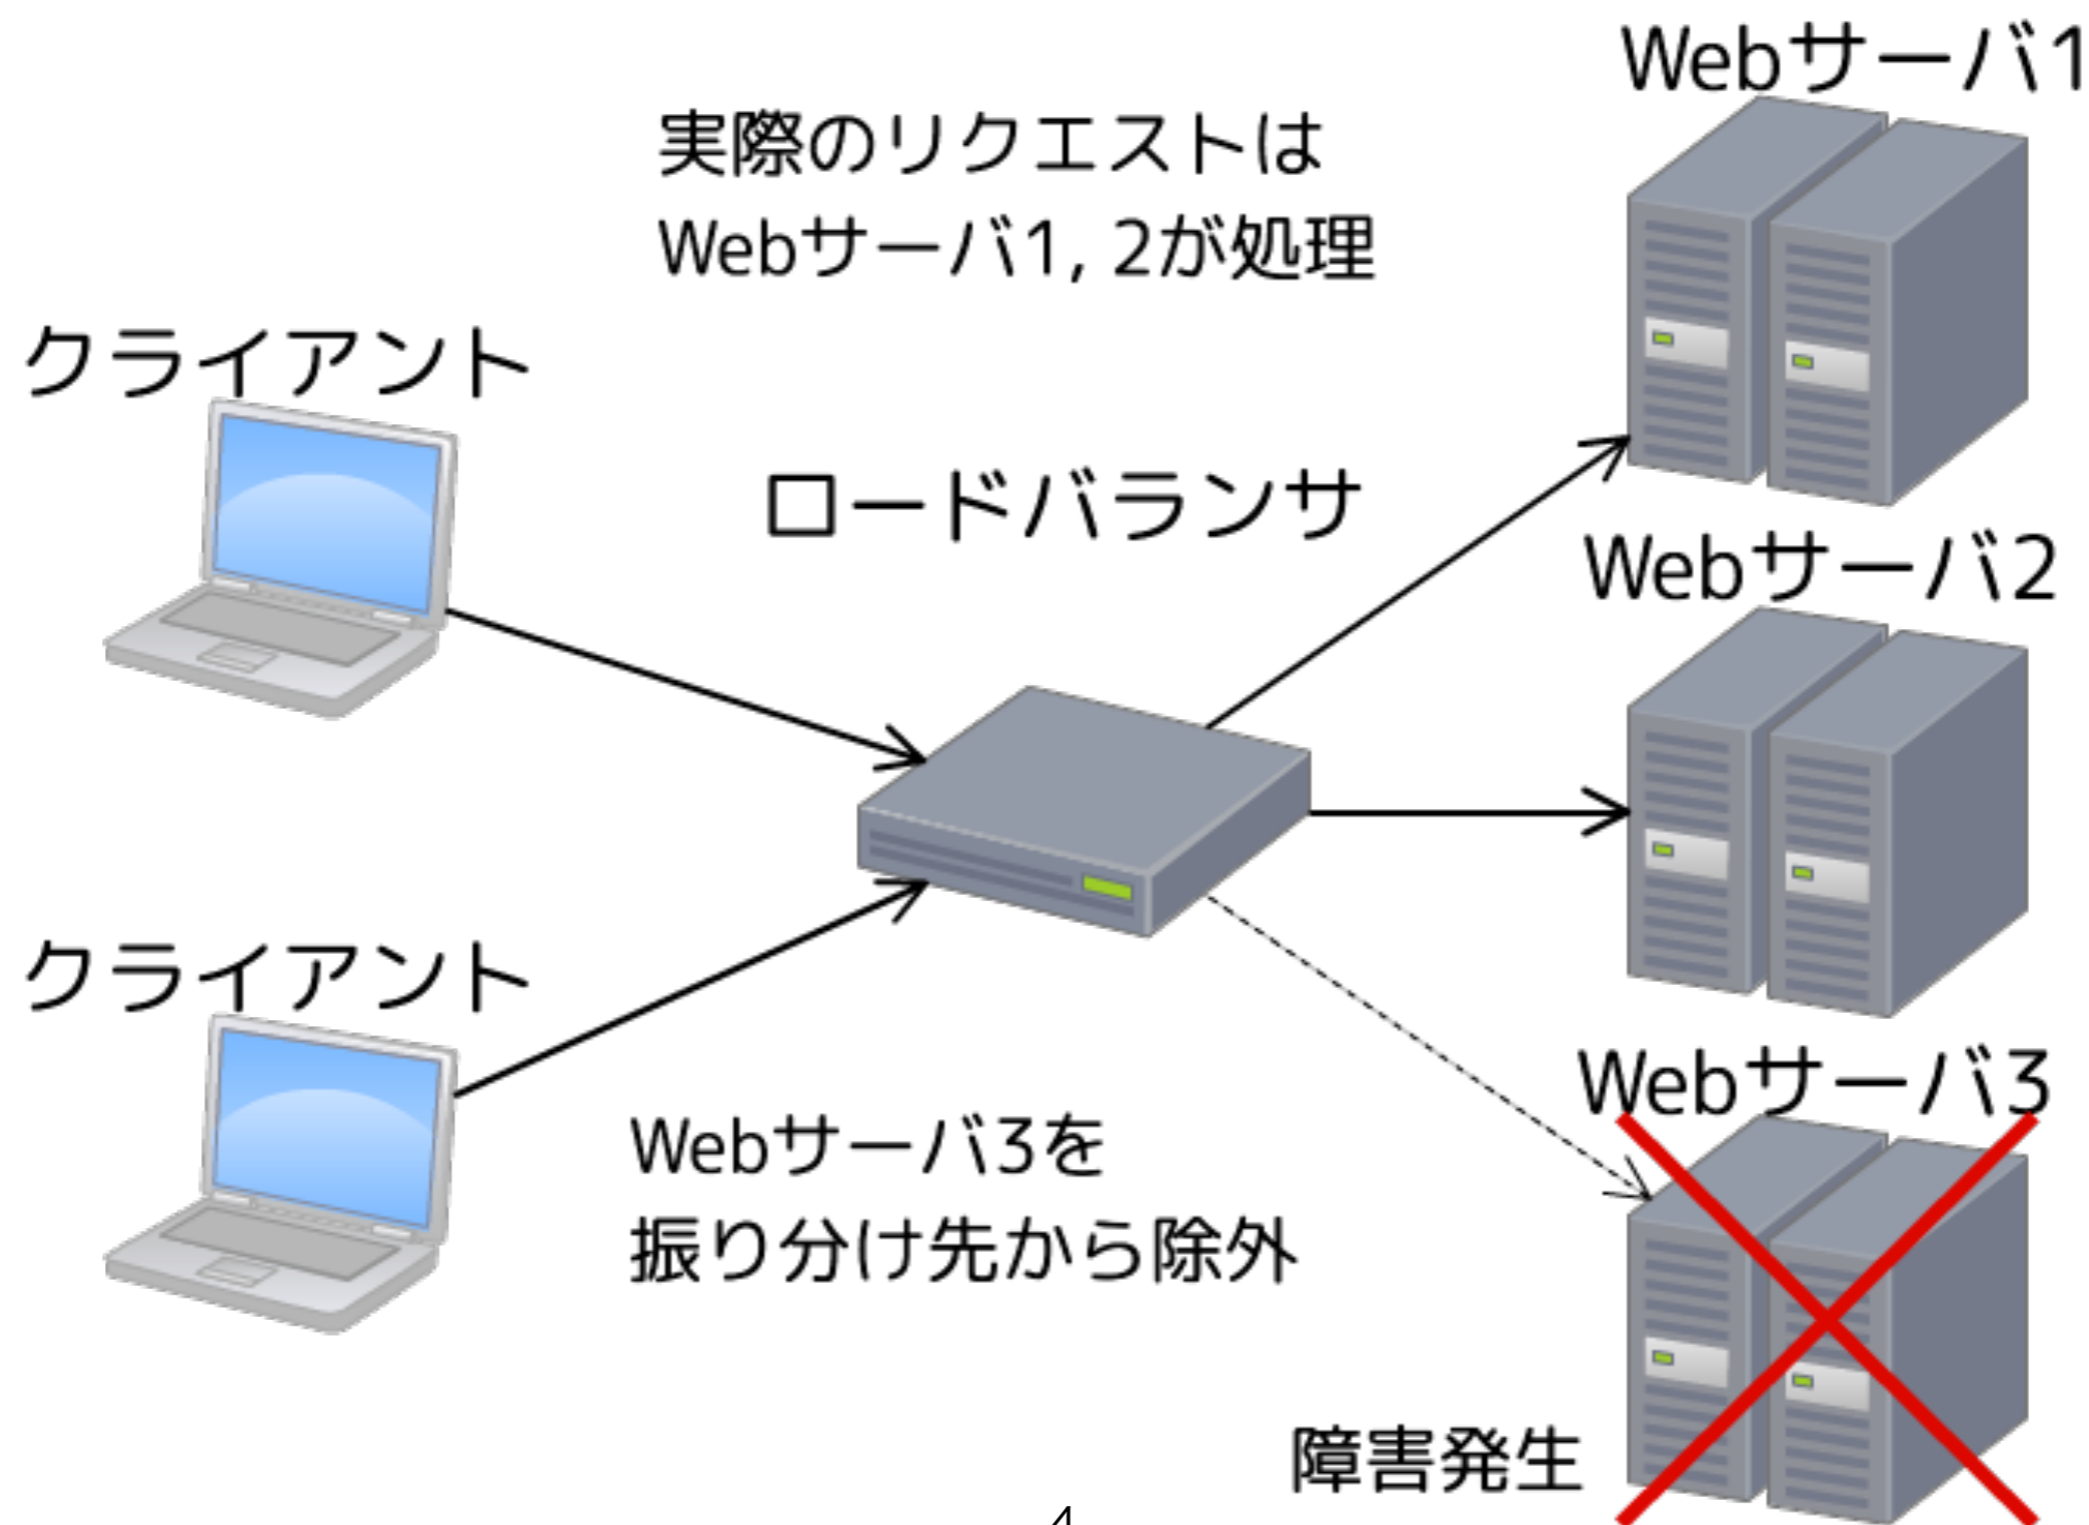 Webサーバ1
実際のリクエストは
Webサーバ1, 2が処理
クライアント
ロードバランサ
Webサーバ2
クライアント
Webサーバ3
Webサーバ3を
振り分け先から除外
障害発生
4